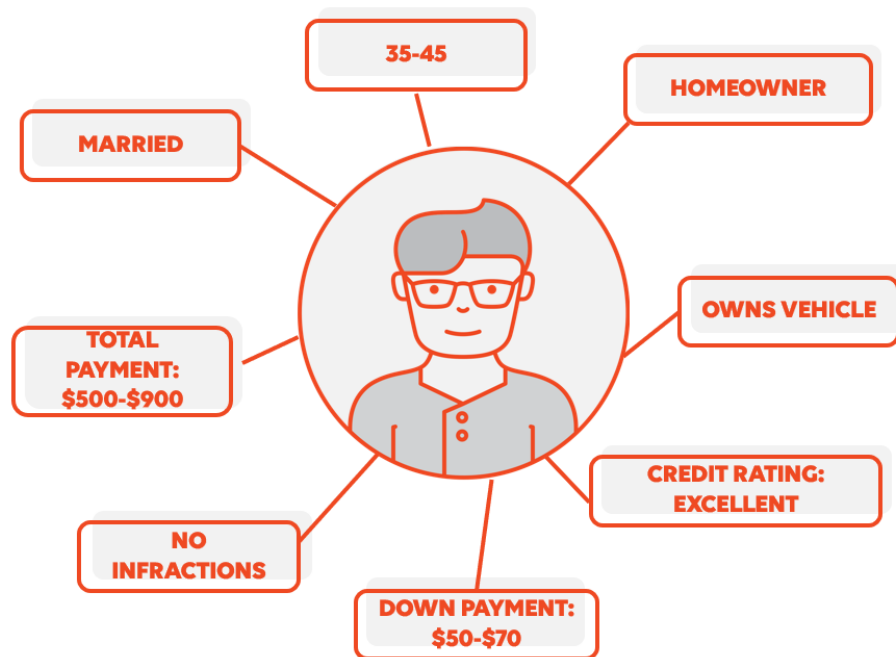 35-45
HOMEOWNER
MARRIED
OWNS VEHICLE
TOTAL
PAYMENT:
$500-$900
CREDIT RATING:
EXCELLENT
NO
INFRACTIONS
DOWN PAYMENT:
$50-$70